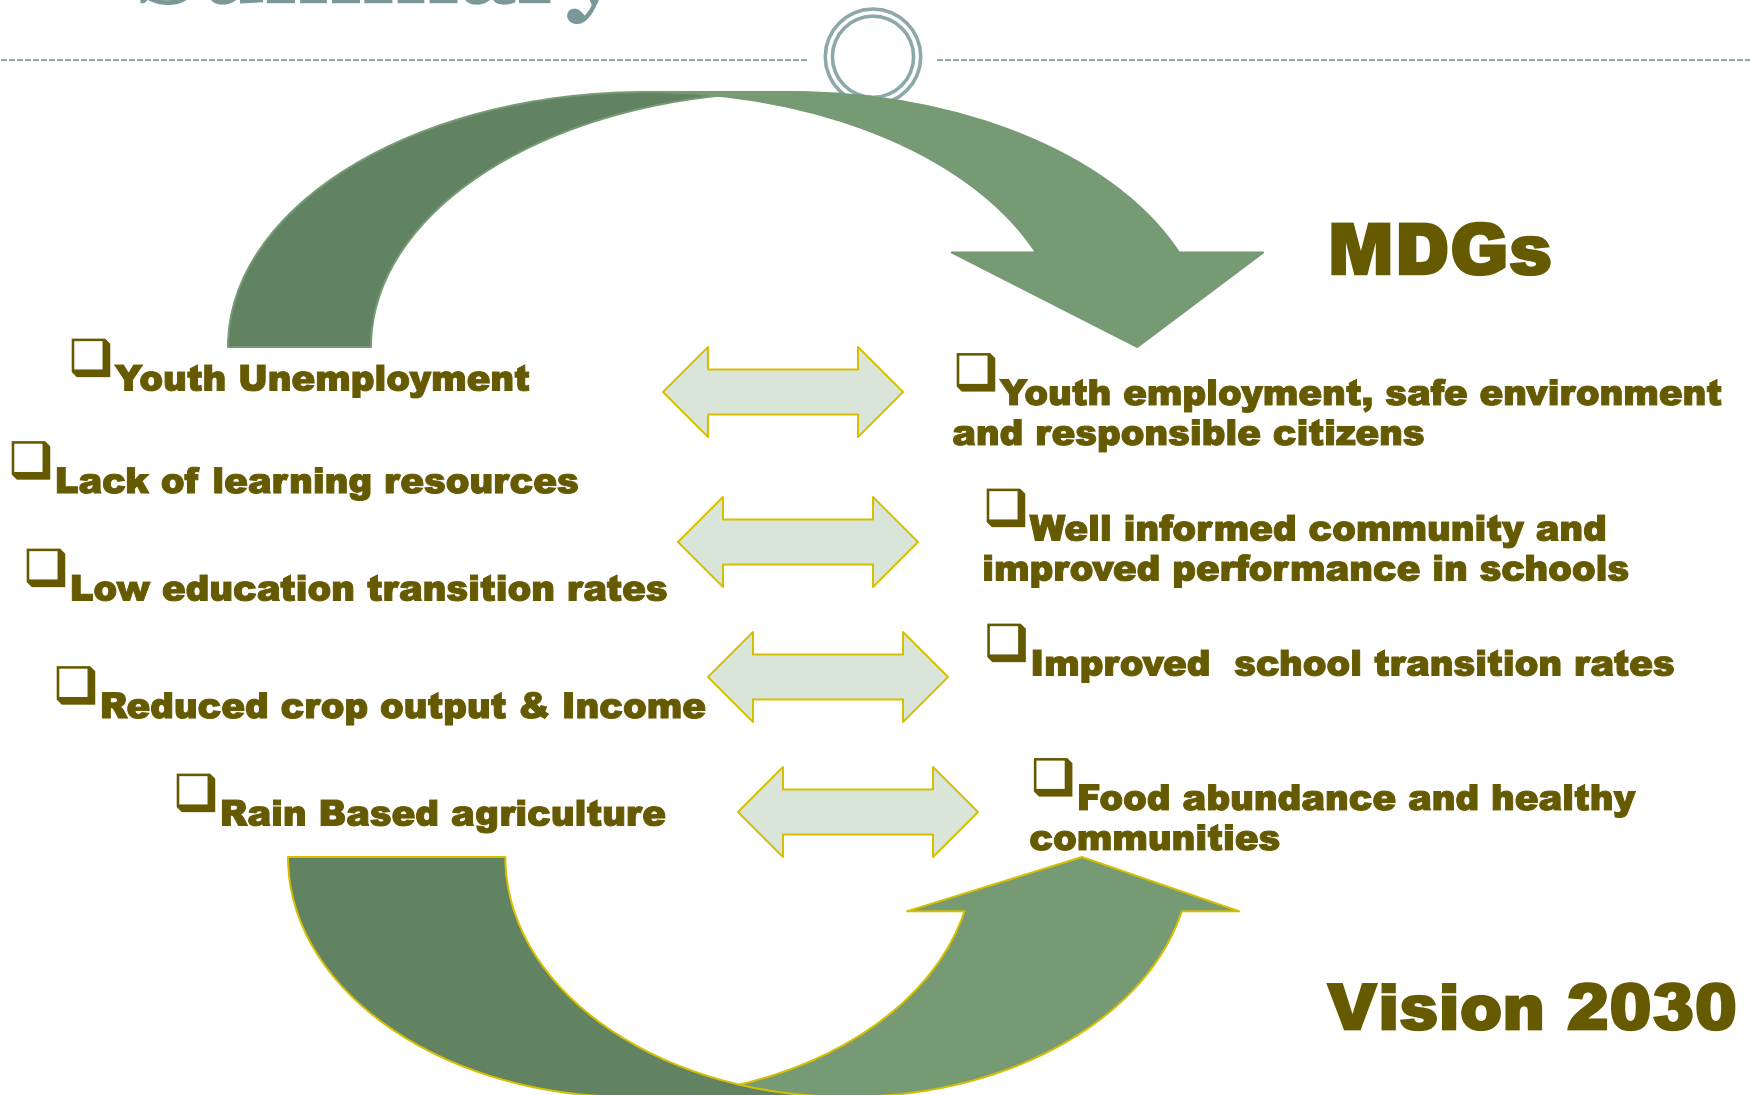 Summary
MDGs
Youth Unemployment
Lack of learning resources
Low education transition rates
Reduced crop output & Income
Rain Based agriculture
Youth employment, safe environment
and responsible citizens
Well informed community and
improved performance in schools
Improved  school transition rates
Food abundance and healthy
communities
Vision 2030